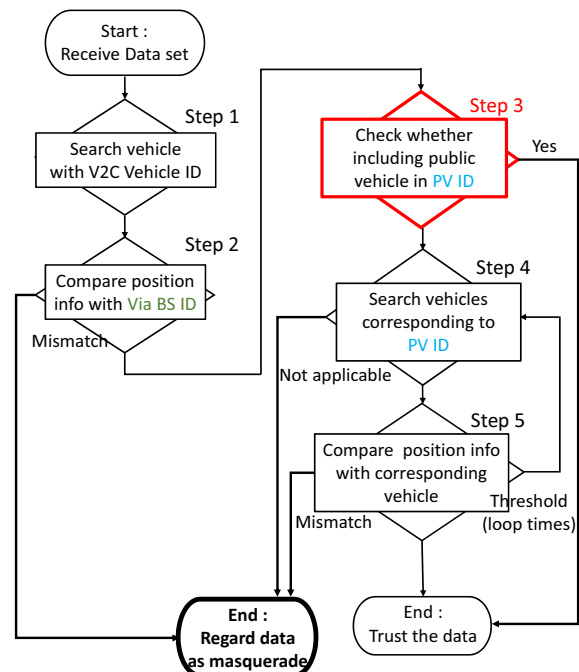 Start :
Receive Data set
Step 1
Search vehicle
with V2C Vehicle ID
Step 2
Compare position
info with Via BS ID
Mismatch
Step 3
Check whether
including public
vehicle in PV ID
Yes
Step 4
Search vehicles
corresponding to
PV ID
Not applicable
Step 5
Compare position info
with corresponding
vehicle
Mismatch
Threshold
(loop times)
End :
Regard data
as masquerade
End :
Trust the data